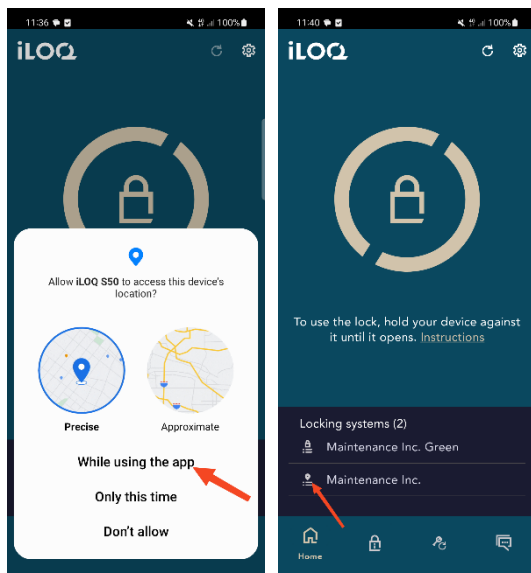 11:36
100%
iLOQ
Allow iLOQ S50 to access this device's
location?
Precise
Approximate
While using the app
Only this time
Don't allow
11:40
100%
iLOQ
To use the lock, hold your device against
it until it opens. Instructions
Locking systems (2)
Maintenance Inc. Green
Maintenance Inc.
Home